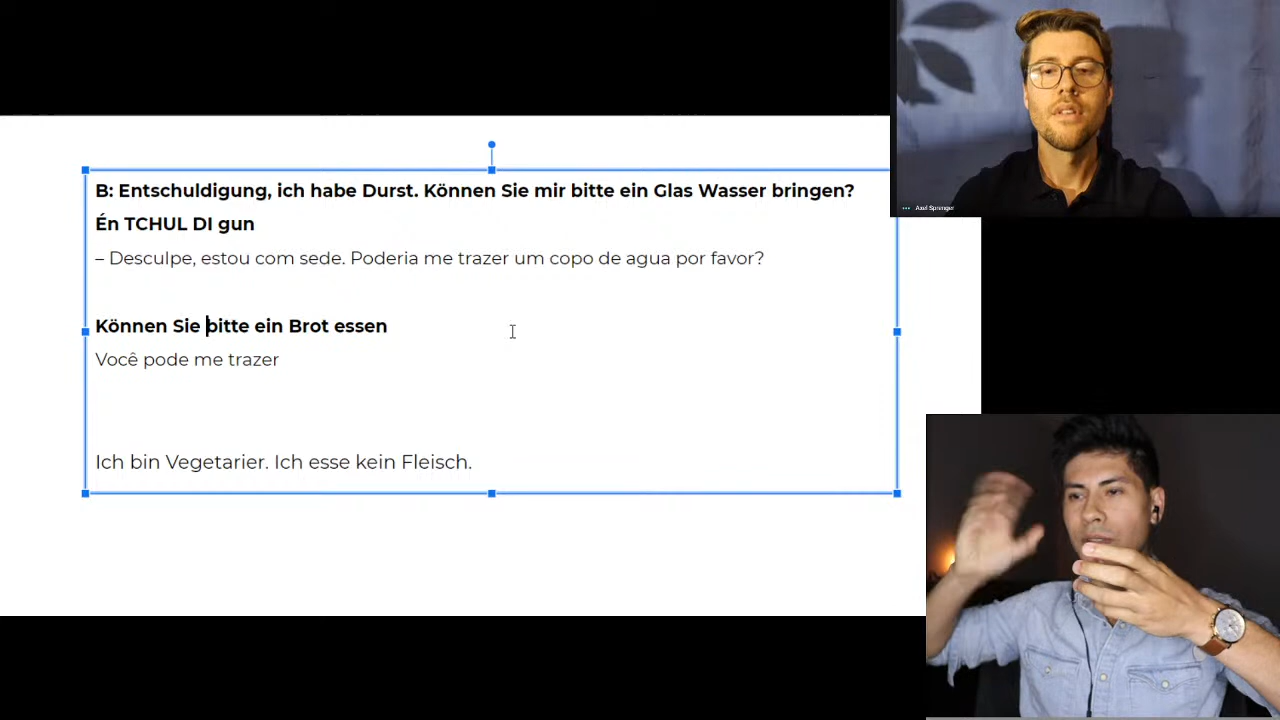 B: Entschuldigung, ich habe Durst. Können Sie mir bitte ein Glas Wasser bringen?
Én TCHUL DI gun
– Desculpe, estou com sede. Poderia me trazer um copo de agua por favor?
Können Sie bitte ein Brot essen
Você pode me trazer
Ich bin Vegetarier. Ich esse kein Fleisch.
Axel Sprenger